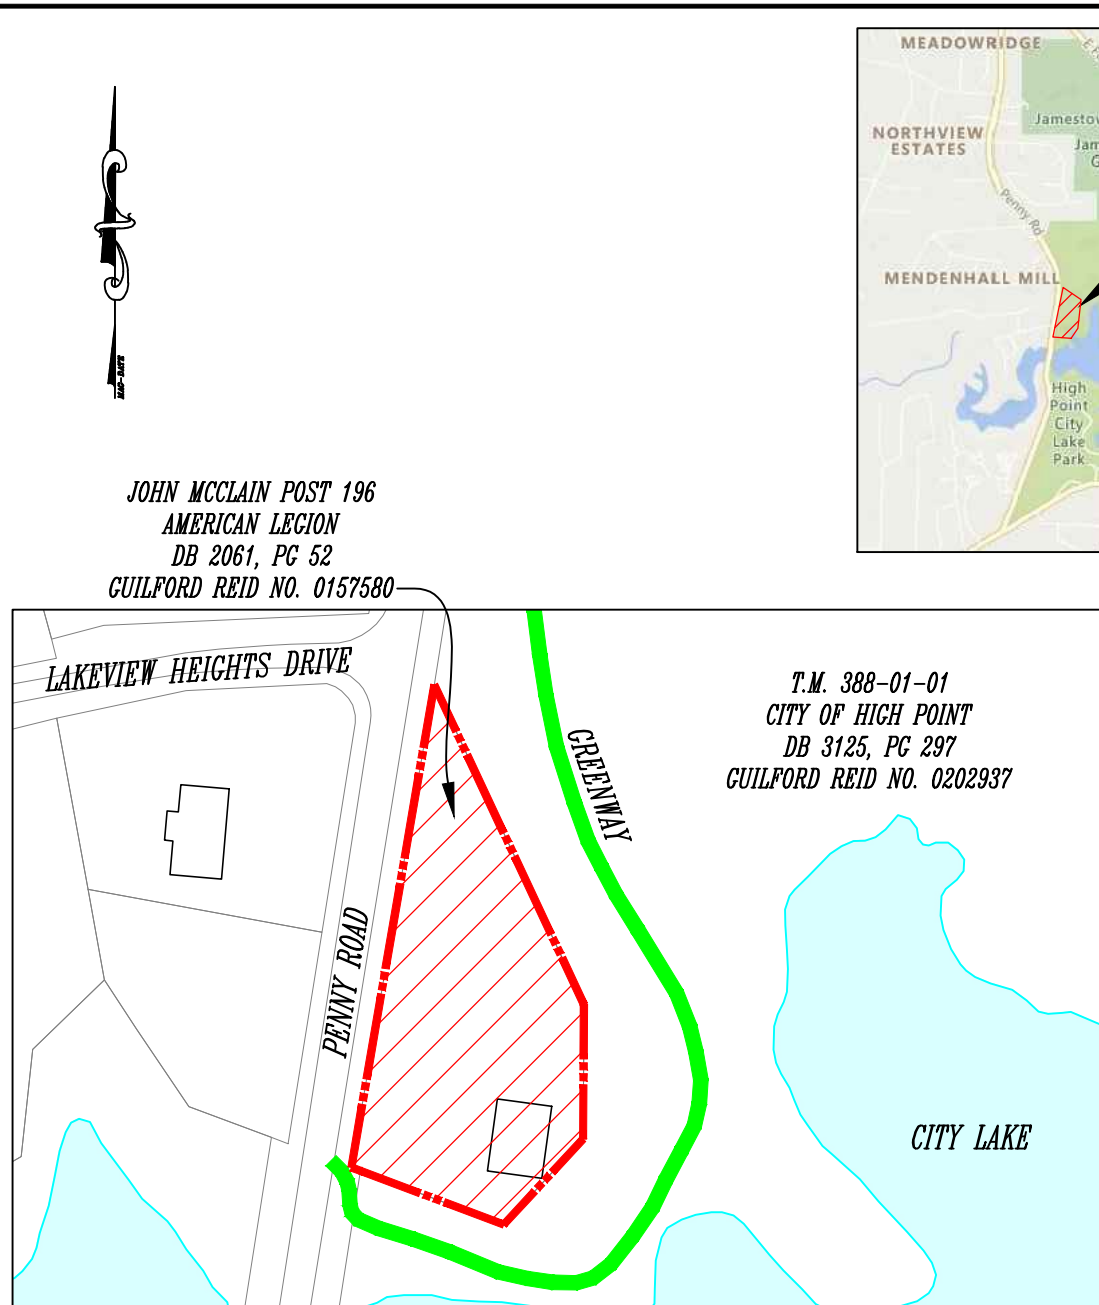 MEADOWRIDGE
NORTHVIEW
ESTATES
Penny Rd
MENDENHALL MILL
High
Point
City
Lake
Park
JOHN MCCLAIN POST 196
AMERICAN LEGION
DB 2061, PG 52
GUILFORD REID NO. 0157580
LAKEVIEW HEIGHTS DRIVE
T.M. 388-01-01
CITY OF HIGH POINT
DB 3125, PG 297
GUILFORD REID NO. 0202937
GREENWAY
PENNY ROAD
CITY LAKE